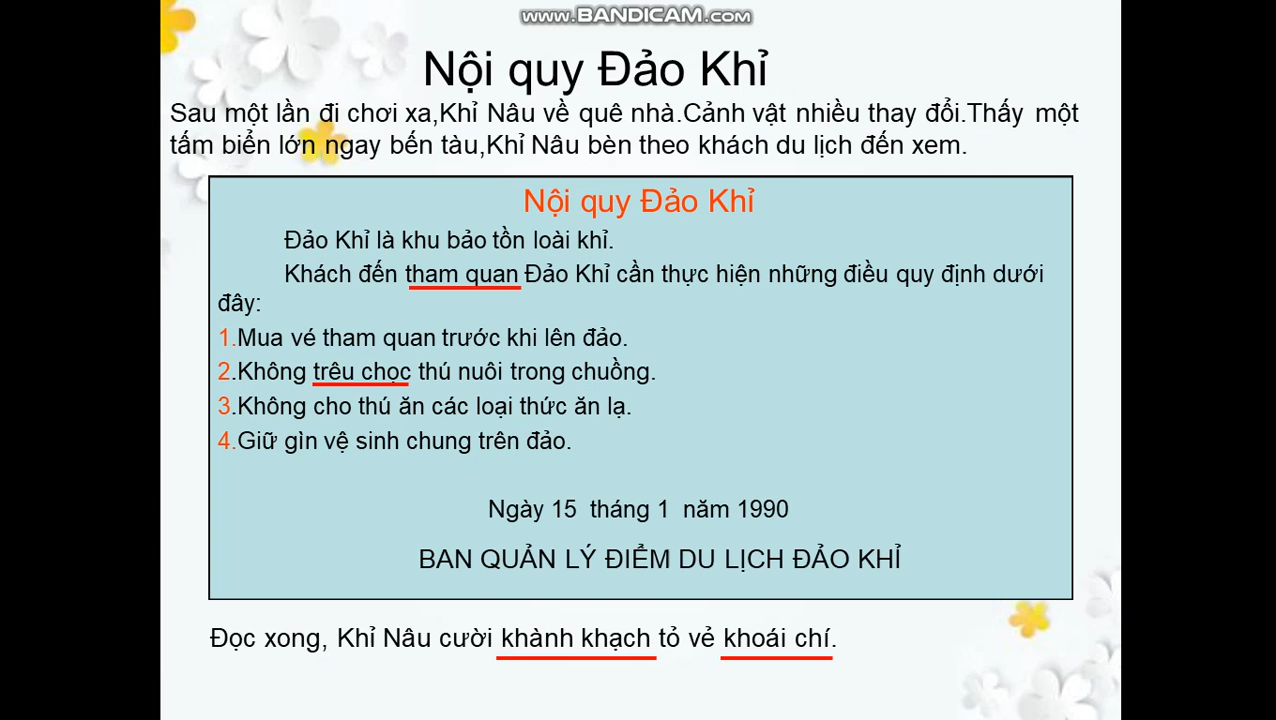 www.BANDICAM.com
Nội quy Đảo Khỉ
Sau một lần đi chơi xa,Khỉ Nâu về quê nhà.Cảnh vật nhiều thay đổi.Thấy một
tấm biển lớn ngay bến tàu,Khỉ Nâu bèn theo khách du lịch đến xem.
Nội quy Đảo Khỉ
Đảo Khỉ là khu bảo tồn loài khỉ.
Khách đến tham quan Đảo Khỉ cần thực hiện những điều quy định dưới
đây:
1.Mua vé tham quan trước khi lên đảo.
2.Không trêu chọc thú nuôi trong chuồng.
3.Không cho thú ăn các loại thức ăn lạ.
4.Giữ gìn vệ sinh chung trên đảo.
Ngày 15 tháng 1 năm 1990
BAN QUẢN LÝ ĐIỂM DU LỊCH ĐẢO KHỈ
Đọc xong, Khỉ Nâu cười khành khạch tỏ vẻ khoái chí.